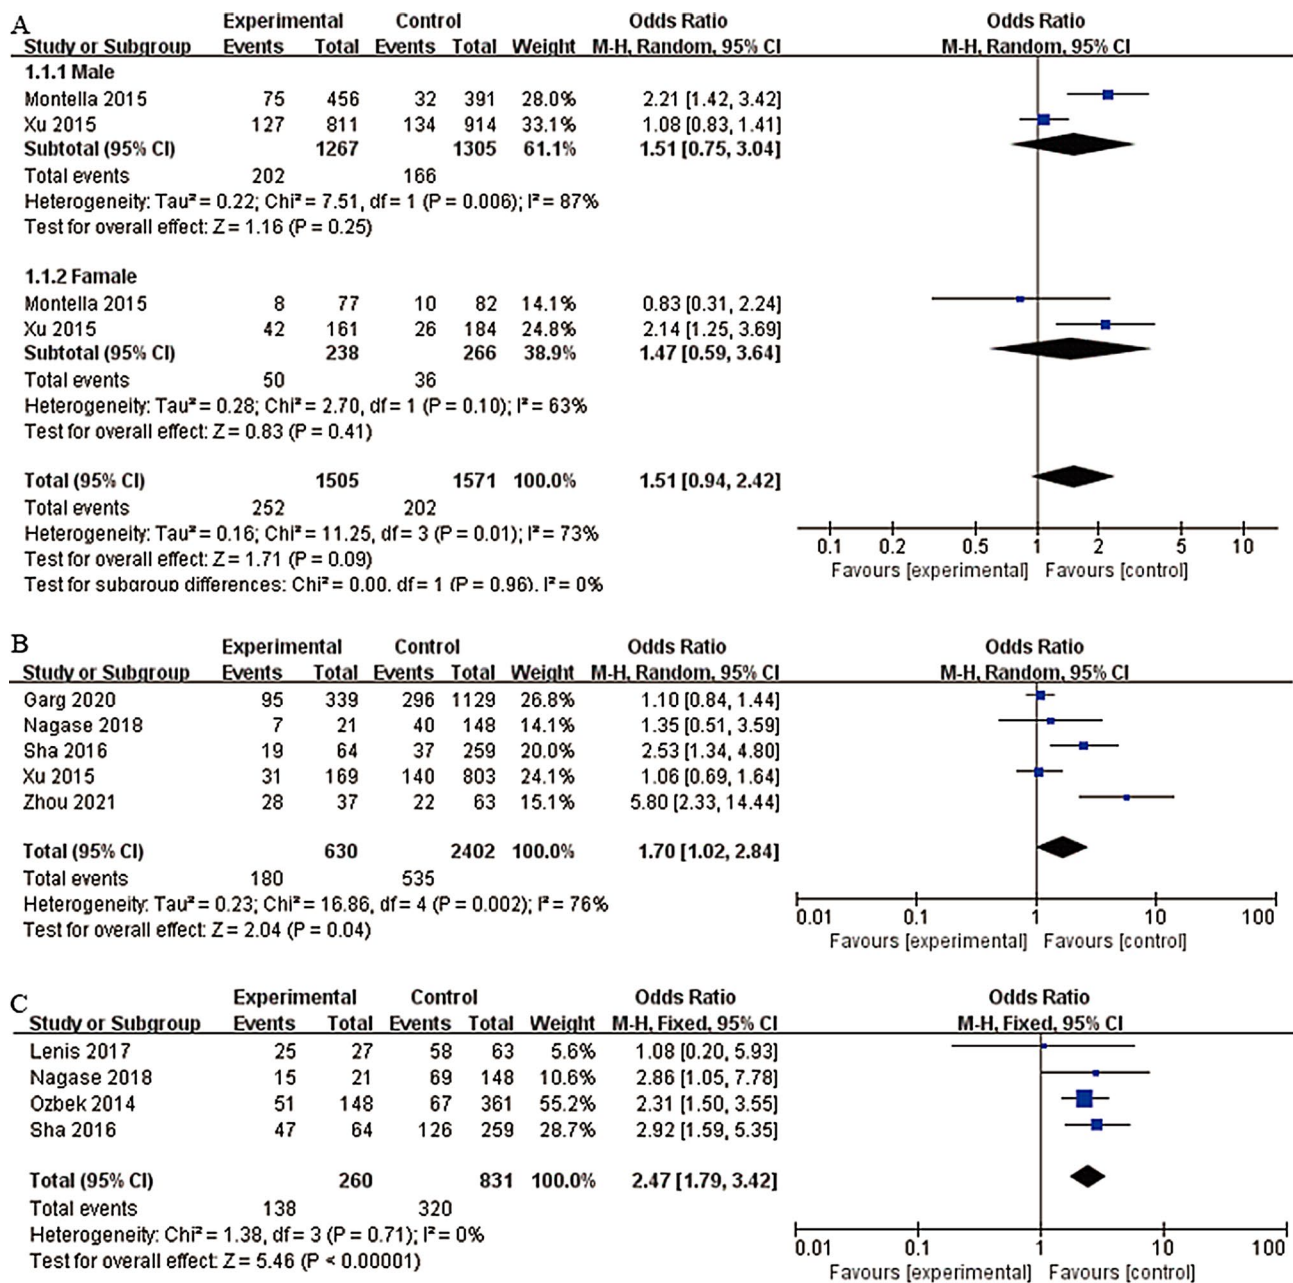 A
Experimental Control Odds Ratio Odds Ratio
Study or Subgroup Events Total Events Total Weight M-H, Random, 95% CI M-H, Random, 95% CI
1.1.1 Male
Montella 2015 75 456 32 391 28.0% 2.21 [1.42, 3.42]
Xu 2015 127 811 134 914 33.1% 1.08 [0.83, 1.41]
Subtotal (95% CI) 1267 1305 61.1% 1.51 [0.75, 3.04]
Total events 202 166
Heterogeneity: Tau² = 0.22; Chi² = 7.51, df = 1 (P = 0.006); I² = 87%
Test for overall effect: Z = 1.16 (P = 0.25)
1.1.2 Famale
Montella 2015 8 77 10 82 14.1% 0.83 [0.31, 2.24]
Xu 2015 42 161 26 184 24.8% 2.14 [1.25, 3.69]
Subtotal (95% CI) 238 266 38.9% 1.47 [0.59, 3.64]
Total events 50 36
Heterogeneity: Tau² = 0.28; Chi² = 2.70, df = 1 (P = 0.10); I² = 63%
Test for overall effect: Z = 0.83 (P = 0.41)
Total (95% CI) 1505 1571 100.0% 1.51 [0.94, 2.42]
Total events 252 202
Heterogeneity: Tau² = 0.16; Chi² = 11.25, df = 3 (P = 0.01); I² = 73%
Test for overall effect: Z = 1.71 (P = 0.09)
Test for subgroup differences: Chi² = 0.00, df = 1 (P = 0.96), I² = 0%
0.1 0.2 0.5 1 2 5 10
Favours [experimental] Favours [control]
B
Experimental Control Odds Ratio Odds Ratio
Study or Subgroup Events Total Events Total Weight M-H, Random, 95% CI M-H, Random, 95% CI
Garg 2020 95 339 296 1129 26.8% 1.10 [0.84, 1.44]
Nagase 2018 7 21 40 148 14.1% 1.35 [0.51, 3.59]
Sha 2016 19 64 37 259 20.0% 2.53 [1.34, 4.80]
Xu 2015 31 169 140 803 24.1% 1.06 [0.69, 1.64]
Zhou 2021 28 37 22 63 15.1% 5.80 [2.33, 14.44]
Total (95% CI) 630 2402 100.0% 1.70 [1.02, 2.84]
Total events 180 535
Heterogeneity: Tau² = 0.23; Chi² = 16.86, df = 4 (P = 0.002); I² = 76%
Test for overall effect: Z = 2.04 (P = 0.04)
0.01 0.1 1 10 100
Favours [experimental] Favours [control]
C
Experimental Control Odds Ratio Odds Ratio
Study or Subgroup Events Total Events Total Weight M-H, Fixed, 95% CI M-H, Fixed, 95% CI
Lenis 2017 25 27 58 63 5.6% 1.08 [0.20, 5.93]
Nagase 2018 15 21 69 148 10.6% 2.86 [1.05, 7.78]
Ozbek 2014 51 148 67 361 55.2% 2.31 [1.50, 3.55]
Sha 2016 47 64 126 259 28.7% 2.92 [1.59, 5.35]
Total (95% CI) 260 831 100.0% 2.47 [1.79, 3.42]
Total events 138 320
Heterogeneity: Chi² = 1.38, df = 3 (P = 0.71); I² = 0%
Test for overall effect: Z = 5.46 (P < 0.00001)
0.01 0.1 1 10 100
Favours [experimental] Favours [control]